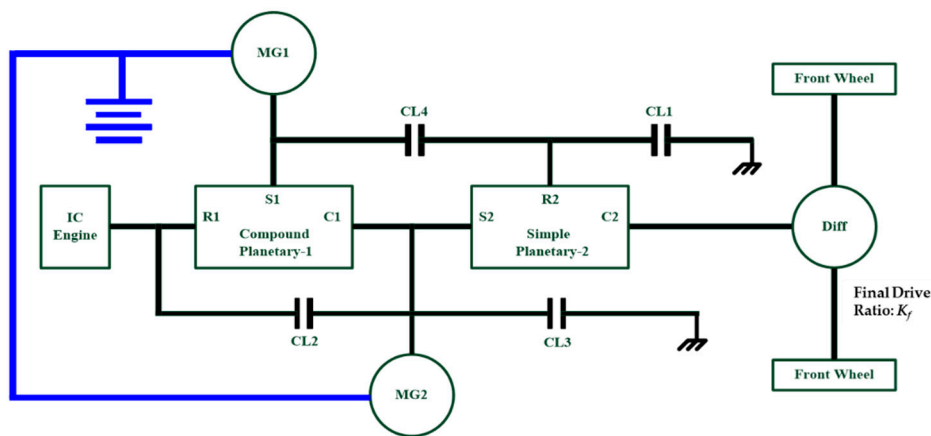 MG1
Front Wheel
CL4
CL1
S1
R2
IC
Engine
R1
C1
Compound
Planetary-1
S2
C2
Simple
Planetary-2
Diff
Final Drive
Ratio: K_f
CL2
CL3
MG2
Front Wheel